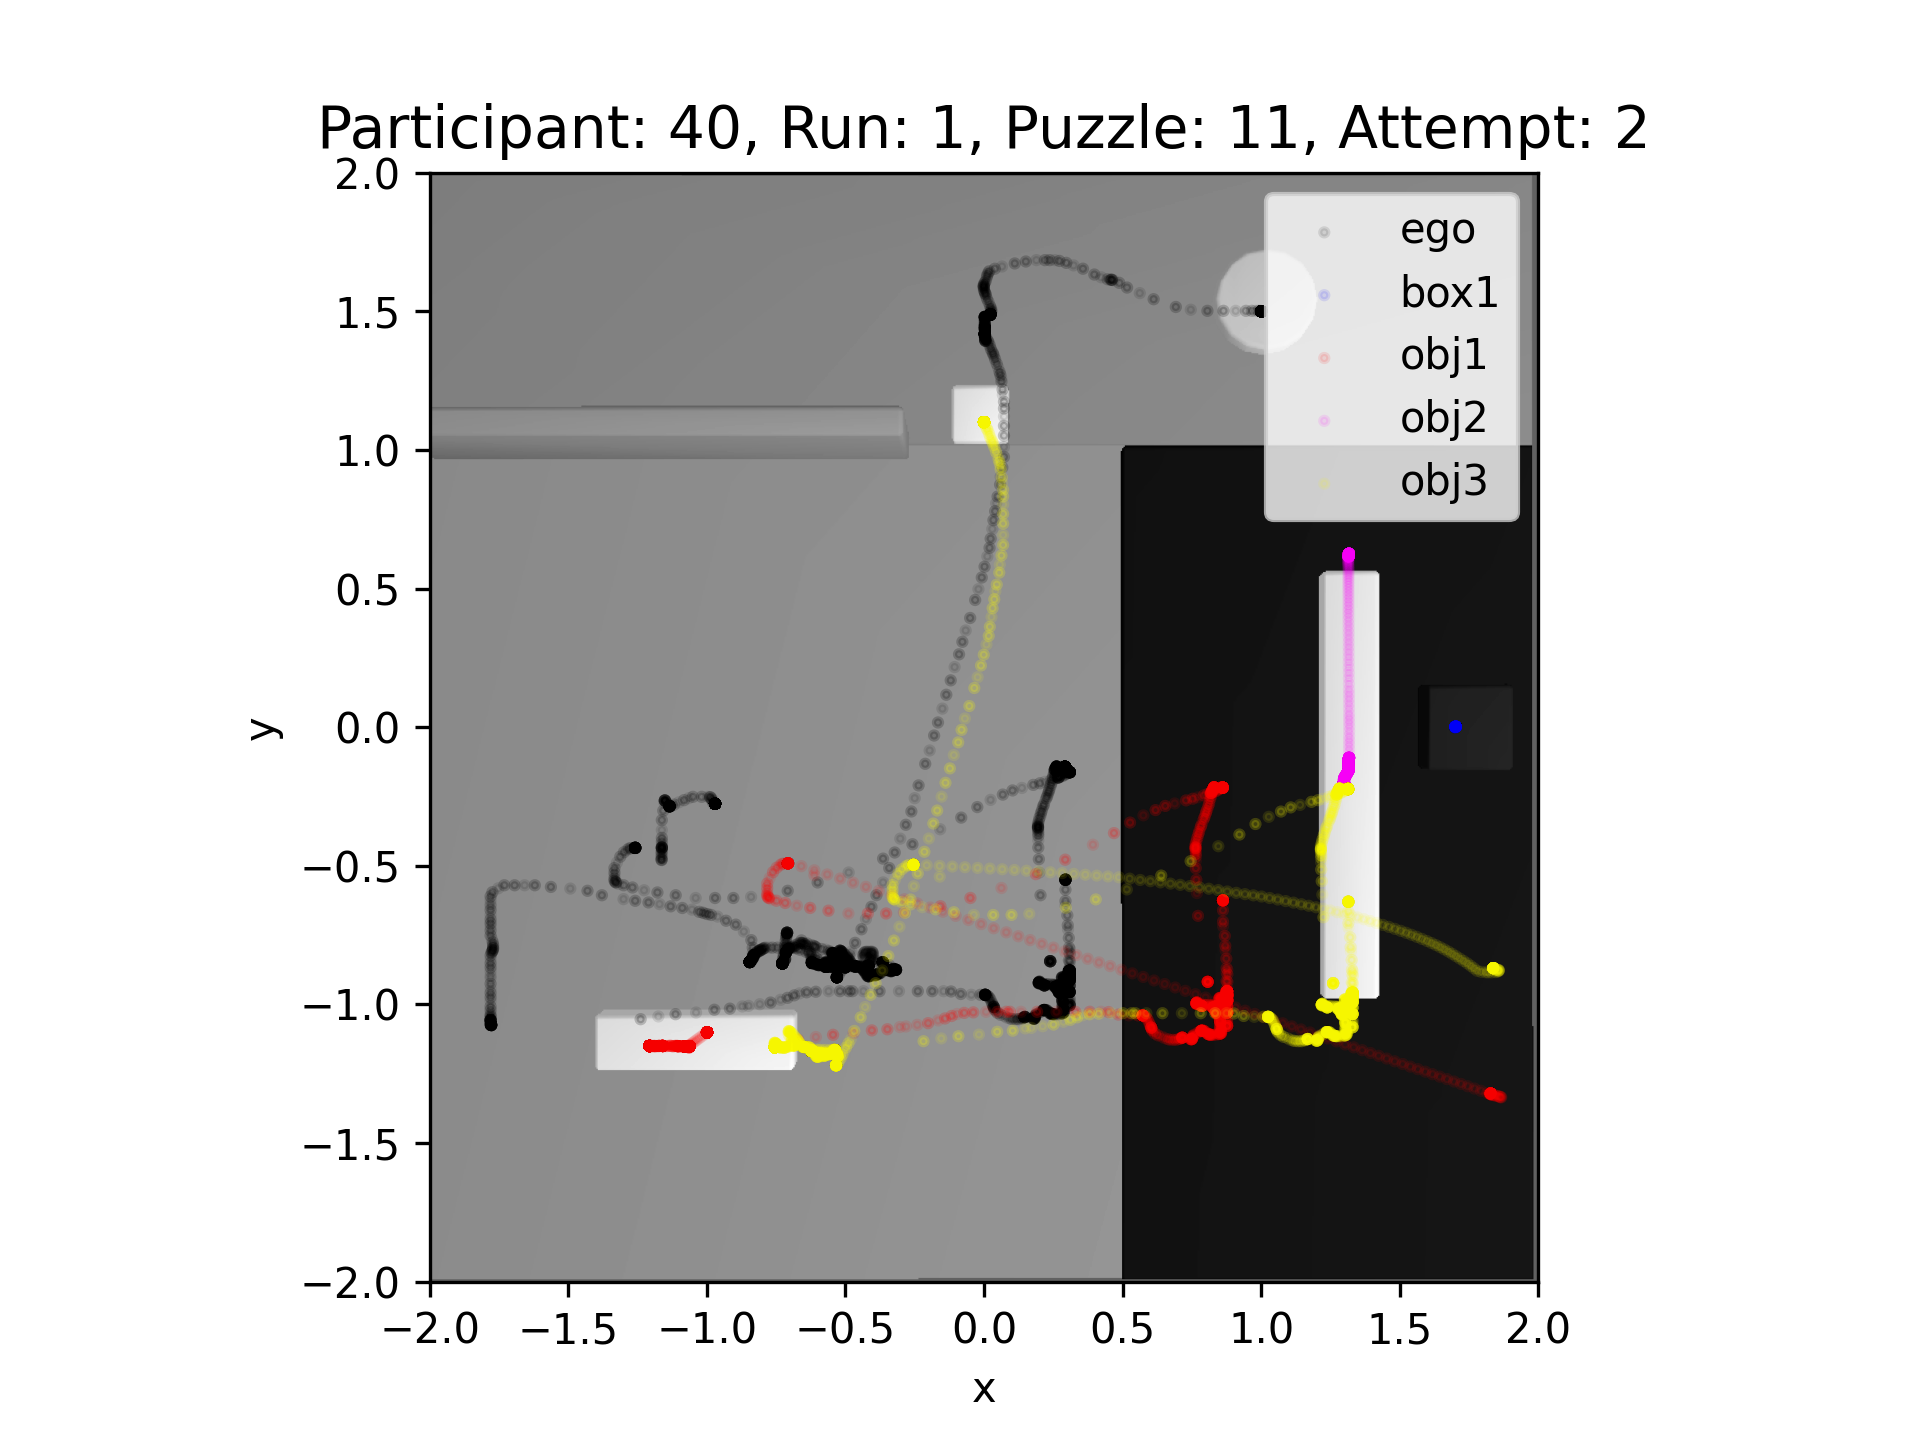 Participant: 40, Run: 1, Puzzle: 11, Attempt: 2
2.0
1.5
1.0
0.5
0.0
−0.5
−1.0
−1.5
−2.0
y
ego
box1
obj1
obj2
obj3
−2.0 −1.5 −1.0 −0.5 0.0 0.5 1.0 1.5 2.0
x